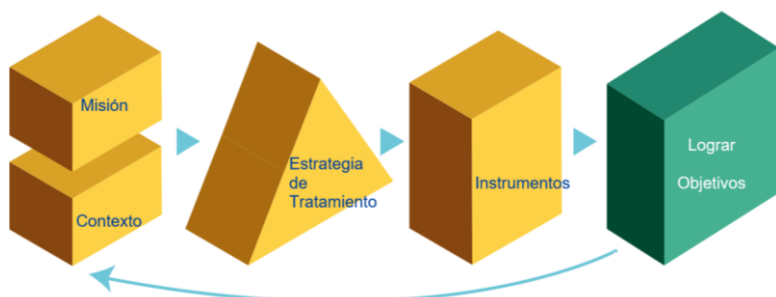 Misión
Contexto
Estrategia
de
Tratamiento
Instrumentos
Lograr
Objetivos